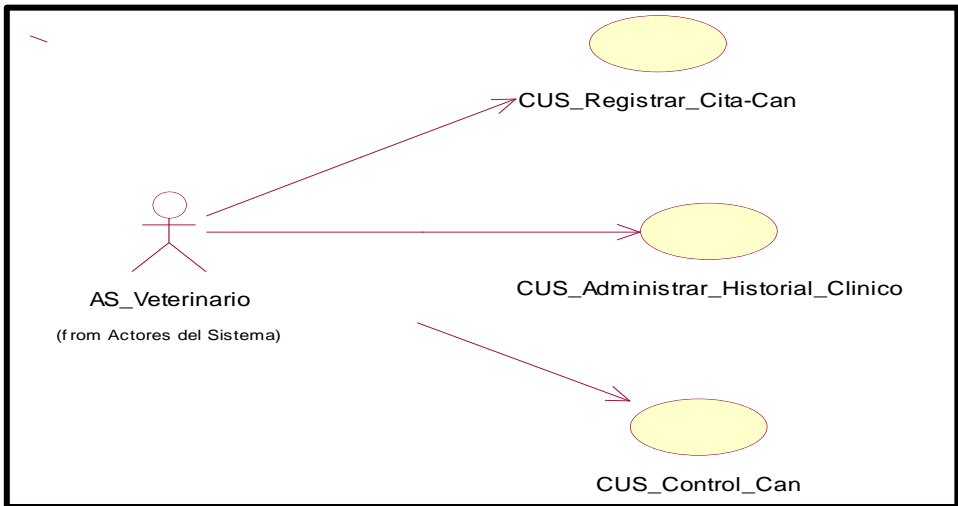 CUS_Registrar_Cita-Can
AS_Veterinario
(from Actores del Sistema)
CUS_Administrar_Historial_Clinico
CUS_Control_Can